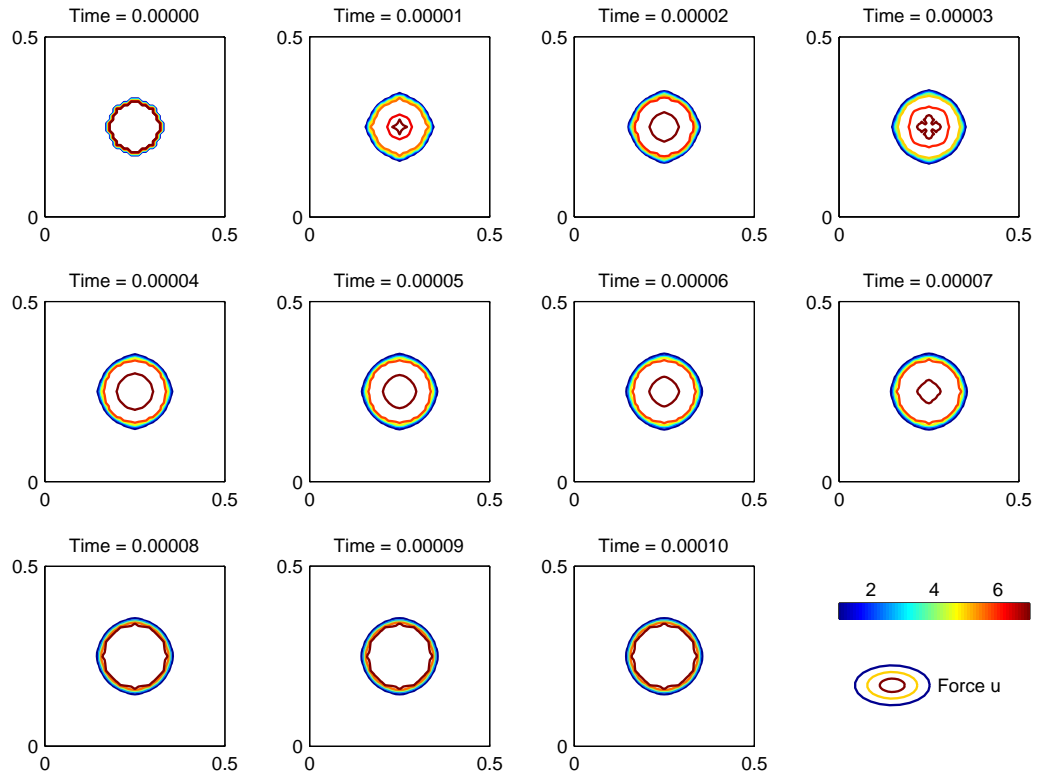 Time = 0.00000
Time = 0.00001
Time = 0.00002
Time = 0.00003
0.5
0.5
0.5
0.5
0
0
0
0
0 0.5
0 0.5
0 0.5
0 0.5
Time = 0.00004
Time = 0.00005
Time = 0.00006
Time = 0.00007
0.5
0.5
0.5
0.5
0
0
0
0
0 0.5
0 0.5
0 0.5
0 0.5
Time = 0.00008
Time = 0.00009
Time = 0.00010
0.5
0.5
0.5
2 4 6
Force u
0
0
0
0 0.5
0 0.5
0 0.5